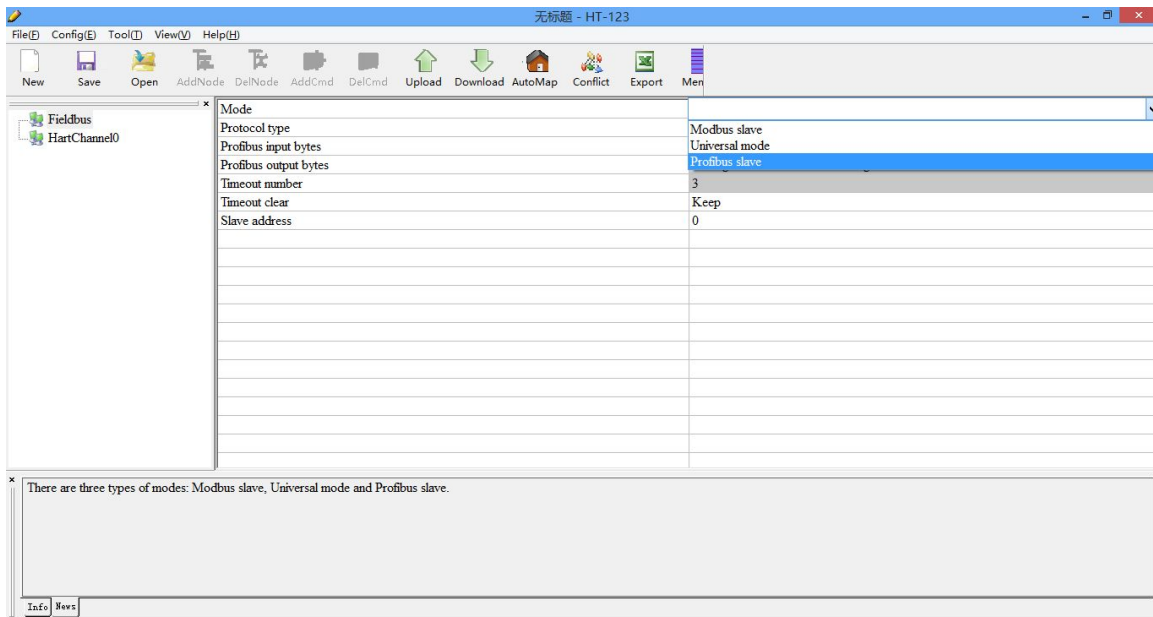 无标题 - HT-123
File(F) Config(E) Tool(T) View(V) Help(H)
New Save Open AddNode DelNode AddCmd DelCmd Upload Download AutoMap Conflict Export Men
Fieldbus
HartChannel0
Mode
Protocol type
Modbus slave
Profibus input bytes
Universal mode
Profibus output bytes
Profibus slave
Timeout number 3
Timeout clear Keep
Slave address 0
There are three types of modes: Modbus slave, Universal mode and Profibus slave.
Info News